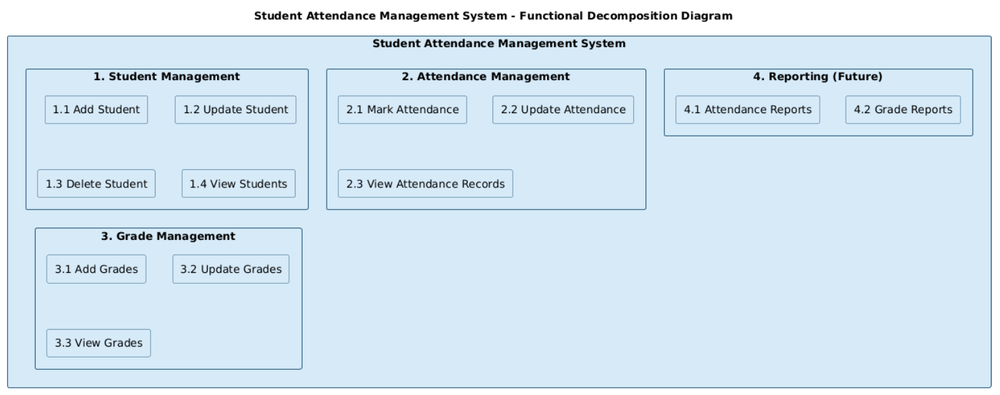 Student Attendance Management System - Functional Decomposition Diagram
Student Attendance Management System
1. Student Management
1.1 Add Student
1.2 Update Student
1.3 Delete Student
1.4 View Students
2. Attendance Management
2.1 Mark Attendance
2.2 Update Attendance
2.3 View Attendance Records
4. Reporting (Future)
4.1 Attendance Reports
4.2 Grade Reports
3. Grade Management
3.1 Add Grades
3.2 Update Grades
3.3 View Grades